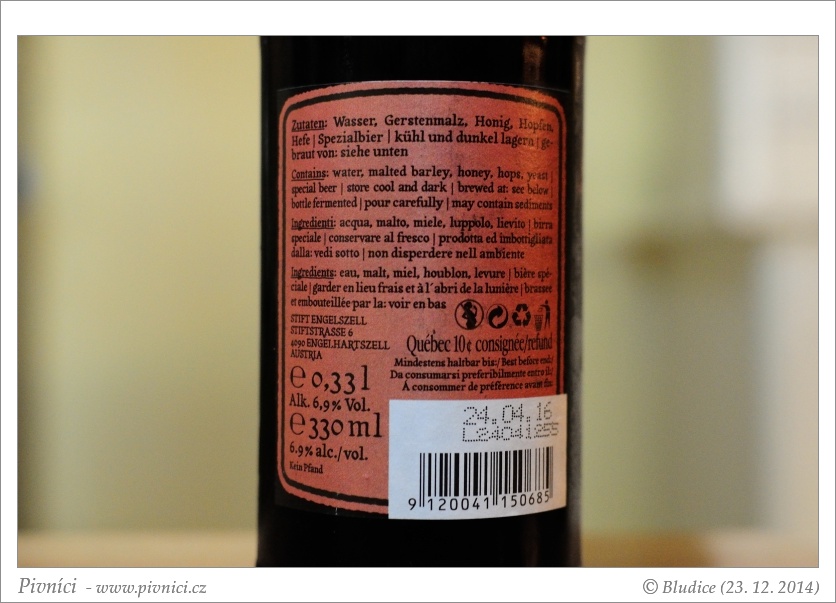 Zutaten: Wasser, Gerstenmalz, Honig, Hopfen,
Hefe | Spezialbier | kühl und dunkel lagern | ge-
braut von: siehe unten
Contains: water, malted barley, honey, hops, yeast |
special beer | store cool and dark | brewed at: see below |
bottle fermented | pour carefully | may contain sediments
Ingredienti: acqua, malto, miele, luppolo, lievito | birra
speciale | conservare al fresco | prodotta ed imbottigliata
dalla: vedi sotto | non disperdere nell ambiente
Ingredients: eau, malt, miel, houblon, levure | bière spé-
ciale | garder en lieu frais et à l´abri de la lunière | brassée
et embouteillée par la: voir en bas
STIFT ENGELSZELL
STIFTSTRASSE 6
4090 ENGELHARTSZELL
AUSTRIA
Québec 10¢ consignée/refund
Mindestens haltbar bis:/ Best before end:/
Da consumarsi preferibilmente entro il:/
À consommer de préférence avant fin:
e 0,33 l
Alk. 6,9% Vol.
e 330 ml
6.9% alc./vol.
Kein Pfand
24.04.16
L24041255
9 120041 150685
Pivníci - www.pivnici.cz
© Bludice (23. 12. 2014)